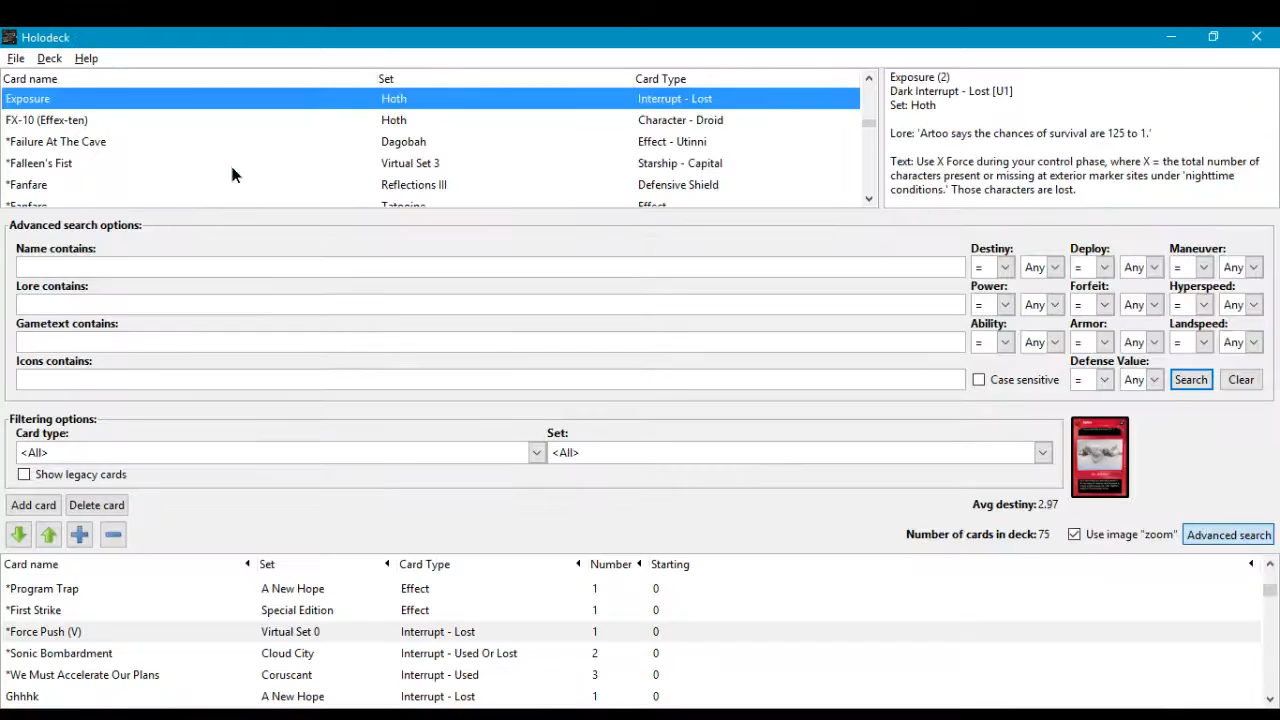 Holodeck
File Deck Help
Card name Set Card Type
Exposure Hoth Interrupt - Lost
FX-10 (Effex-ten) Hoth Character - Droid
*Failure At The Cave Dagobah Effect - Utinni
*Falleen's Fist Virtual Set 3 Starship - Capital
*Fanfare Reflections III Defensive Shield
*Fanfare Tatooine Effect
Exposure (2)
Dark Interrupt - Lost [U1]
Set: Hoth
Lore: 'Artoo says the chances of survival are 125 to 1.'
Text: Use X Force during your control phase, where X = the total number of
characters present or missing at exterior marker sites under 'nighttime
conditions.' Those characters are lost.
Advanced search options:
Name contains: Destiny: Deploy: Maneuver:
= Any = Any = Any
Lore contains: Power: Forfeit: Hyperspeed:
= Any = Any = Any
Gametext contains: Ability: Armor: Landspeed:
= Any = Any = Any
Icons contains: Defense Value:
Case sensitive = Any Search Clear
Filtering options:
Card type: Set:
<All> <All>
Show legacy cards
Add card Delete card Avg destiny: 2.97
Number of cards in deck: 75 Use image "zoom" Advanced search
Card name Set Card Type Number Starting
*Program Trap A New Hope Effect 1 0
*First Strike Special Edition Effect 1 0
*Force Push (V) Virtual Set 0 Interrupt - Lost 1 0
*Sonic Bombardment Cloud City Interrupt - Used Or Lost 2 0
*We Must Accelerate Our Plans Coruscant Interrupt - Used 3 0
Ghhhk A New Hope Interrupt - Lost 1 0